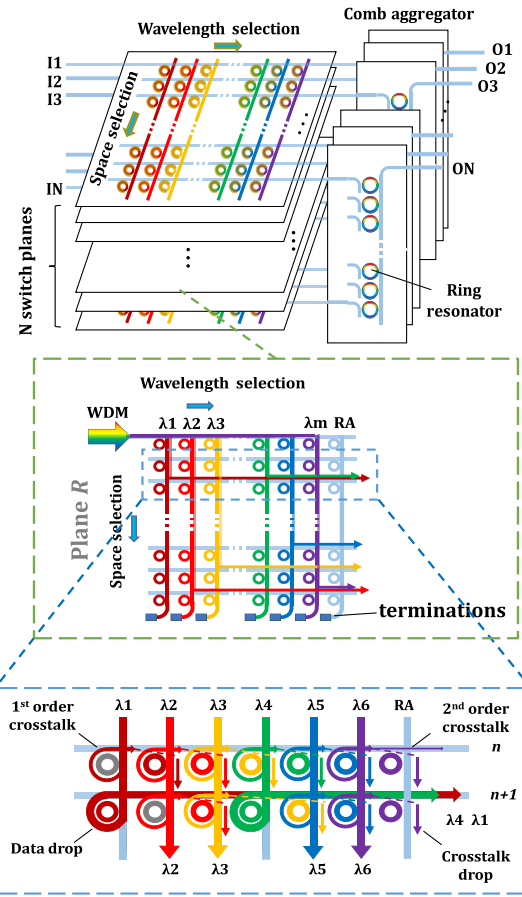 Wavelength selection
Comb aggregator
I1
I2
I3
IN
Space selection
O1
O2
O3
ON
N switch planes
Ring
resonator
Wavelength selection
WDM
λ1 λ2 λ3 λm RA
Plane R
Space selection
terminations
1st order
crosstalk
λ1 λ2 λ3 λ4 λ5 λ6 RA
2nd order
crosstalk
n
n+1
λ4 λ1
Data drop
λ2 λ3 λ5 λ6
Crosstalk
drop